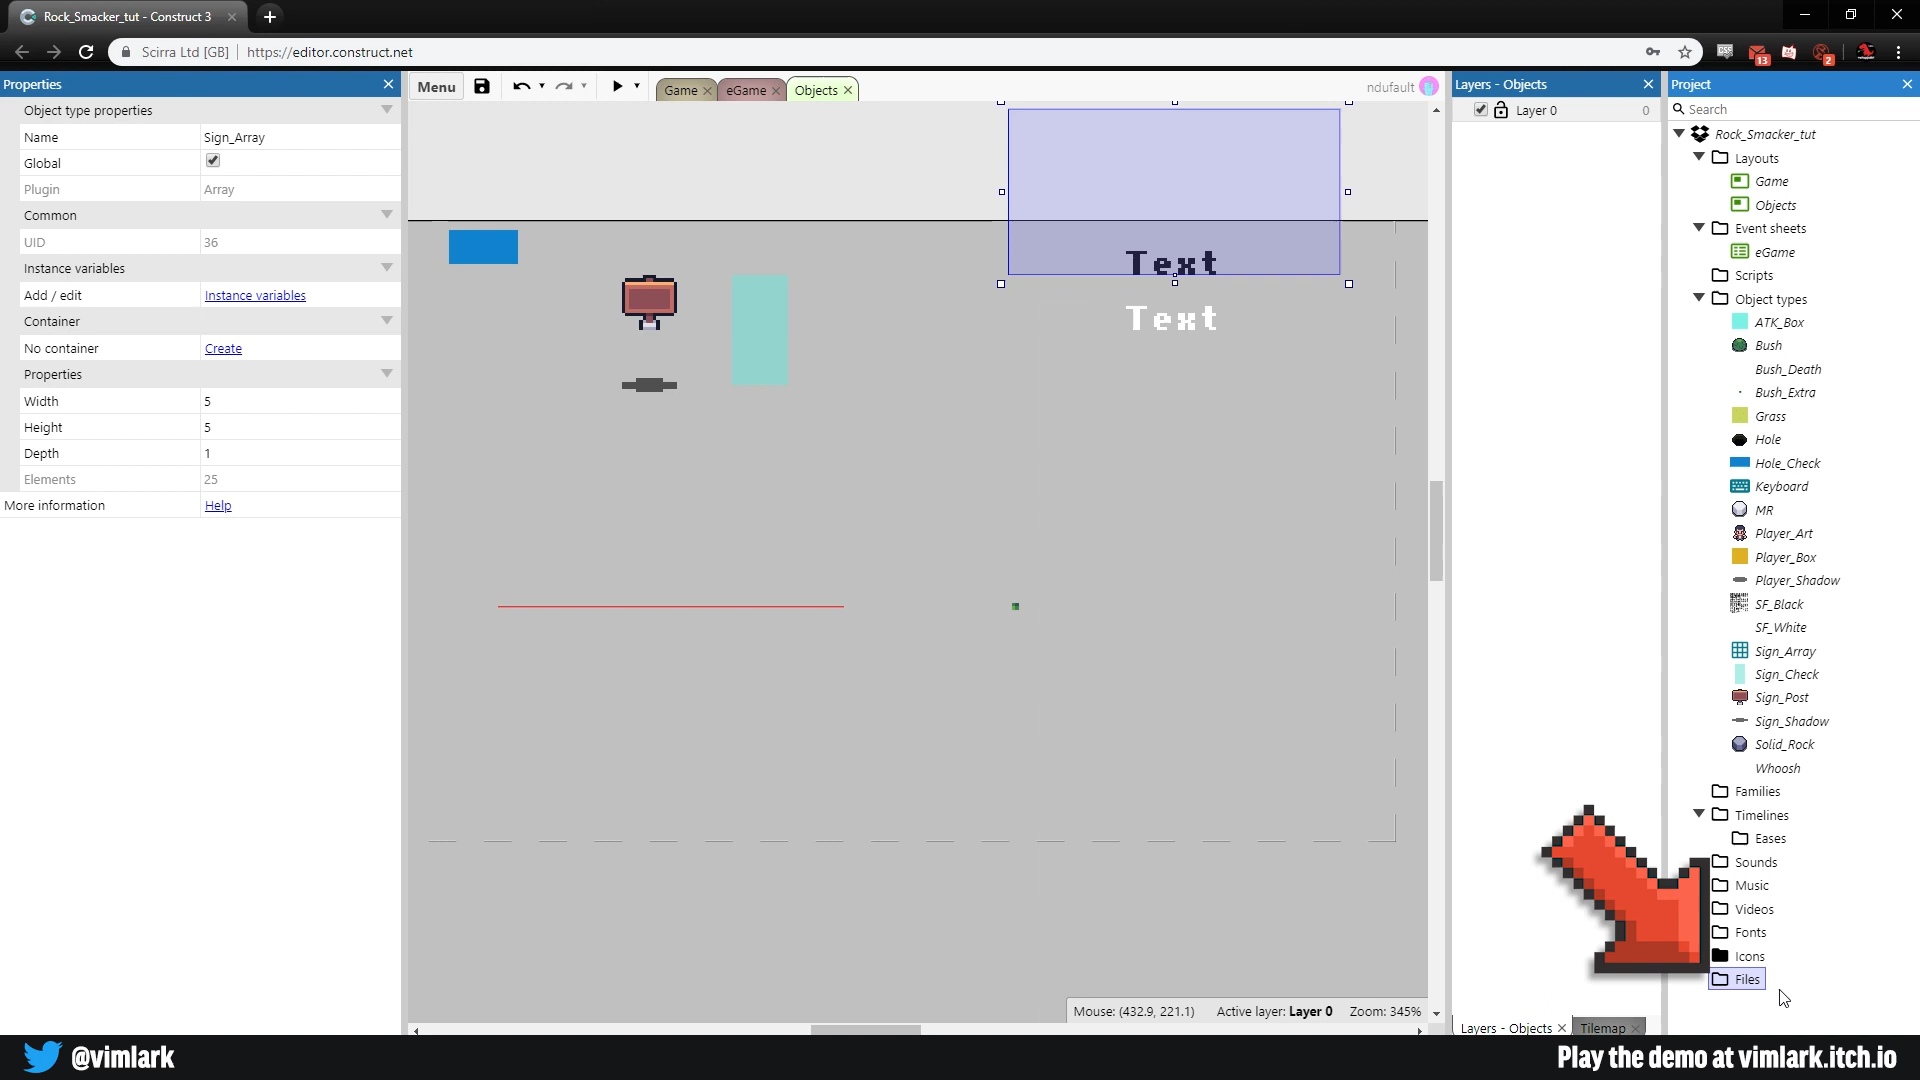 Rock_Smacker_tut - Construct 3
Scirra Ltd [GB] https://editor.construct.net
13
2
Properties
Object type properties
Name Sign_Array
Global
Plugin Array
Common
UID 36
Instance variables
Add / edit Instance variables
Container
No container Create
Properties
Width 5
Height 5
Depth 1
Elements 25
More information Help
Menu
Game
eGame
Objects
ndufault
Text
Text
Mouse: (432.9, 221.1) Active layer: Layer 0 Zoom: 345%
Layers - Objects
Layer 0 0
Layers - Objects
Tilemap
Project
Search
Rock_Smacker_tut
Layouts
Game
Objects
Event sheets
eGame
Scripts
Object types
ATK_Box
Bush
Bush_Death
Bush_Extra
Grass
Hole
Hole_Check
Keyboard
MR
Player_Art
Player_Box
Player_Shadow
SF_Black
SF_White
Sign_Array
Sign_Check
Sign_Post
Sign_Shadow
Solid_Rock
Whoosh
Families
Timelines
Eases
Sounds
Music
Videos
Fonts
Icons
Files
@vimlark
Play the demo at vimlark.itch.io